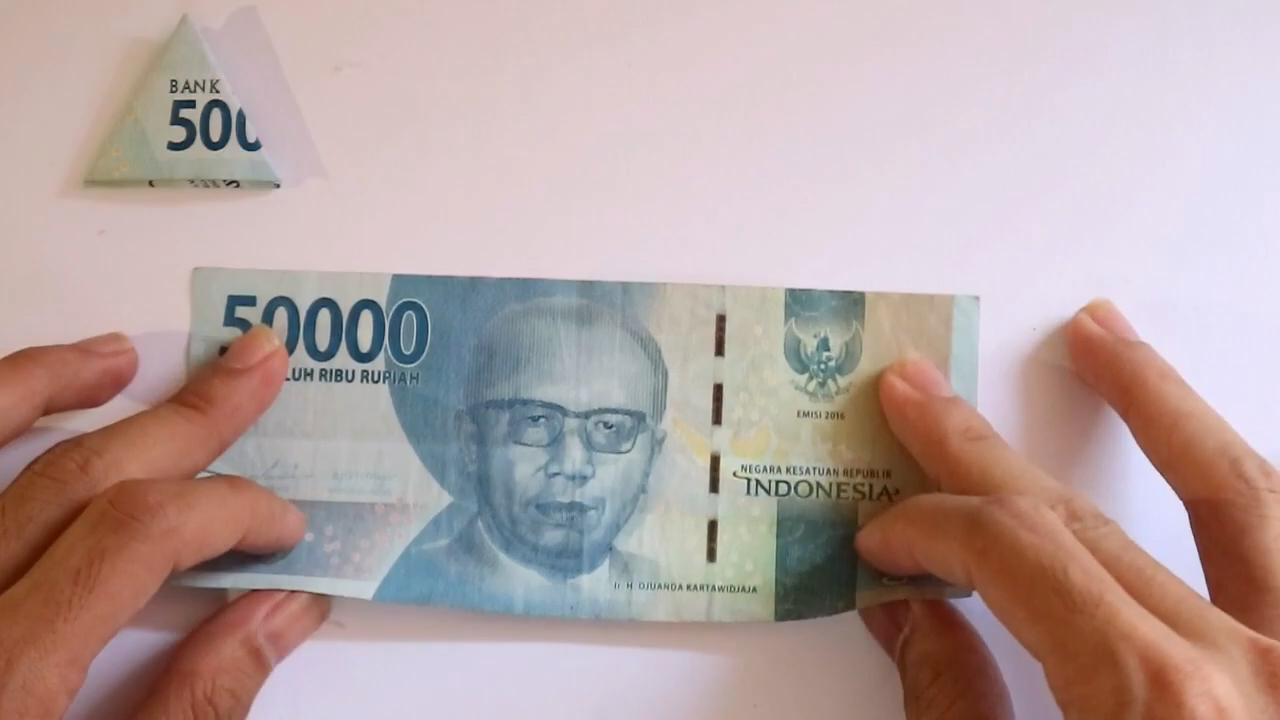 BANK
500
50000
LUH RIBU RUPIAH
EMISI 2016
NEGARA KESATUAN REPUBLIK
INDONESIA
Ir. H. DJUANDA KARTAWIDJAJA